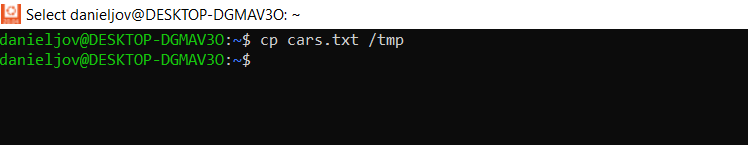 Select danieljov@DESKTOP-DGMAV3O: ~
danieljov@DESKTOP-DGMAV3O:~$ cp cars.txt /tmp
danieljov@DESKTOP-DGMAV3O:~$